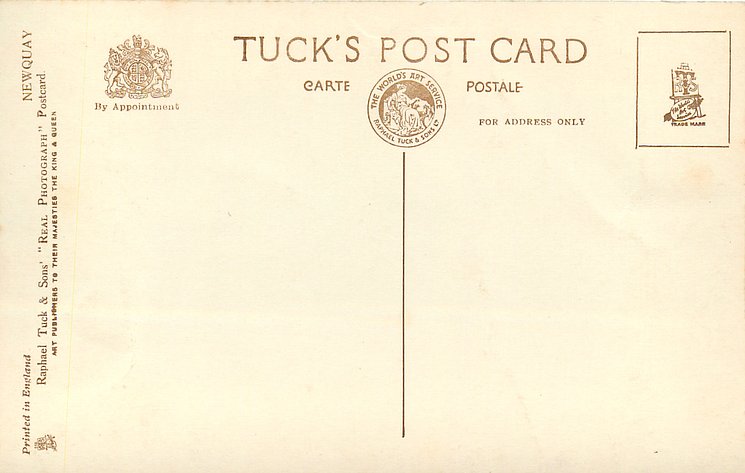 TUCK'S POST CARD
CARTE POSTALE
By Appointment
THE WORLD'S ART SERVICE
RAPHAEL TUCK & SONS LD
FOR ADDRESS ONLY
TRADE MARK
NEWQUAY
Printed in England
Raphael Tuck & Sons' "REAL PHOTOGRAPH" Postcard.
ART PUBLISHERS TO THEIR MAJESTIES THE KING & QUEEN